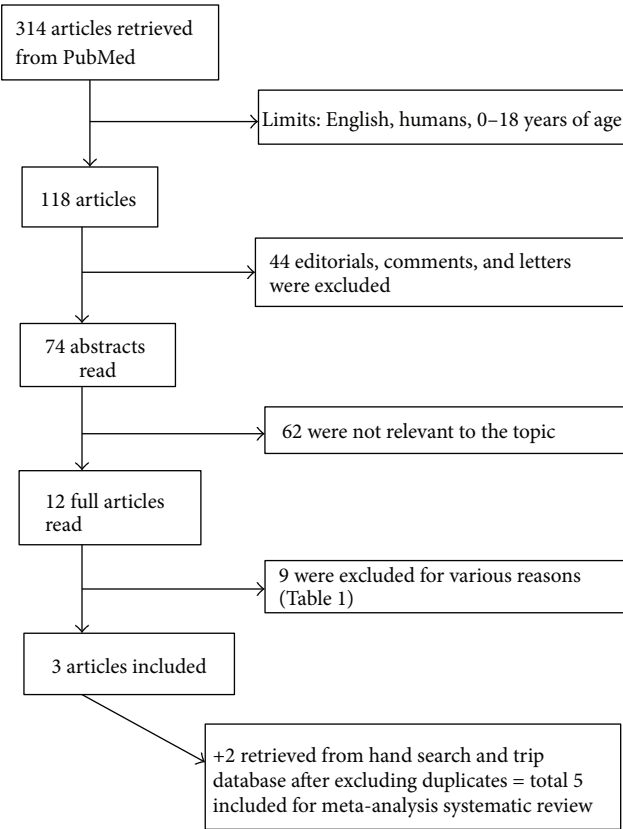 314 articles retrieved
from PubMed
Limits: English, humans, 0–18 years of age
118 articles
44 editorials, comments, and letters
were excluded
74 abstracts
read
62 were not relevant to the topic
12 full articles
read
9 were excluded for various reasons
(Table 1)
3 articles included
+2 retrieved from hand search and trip
database after excluding duplicates = total 5
included for meta-analysis systematic review